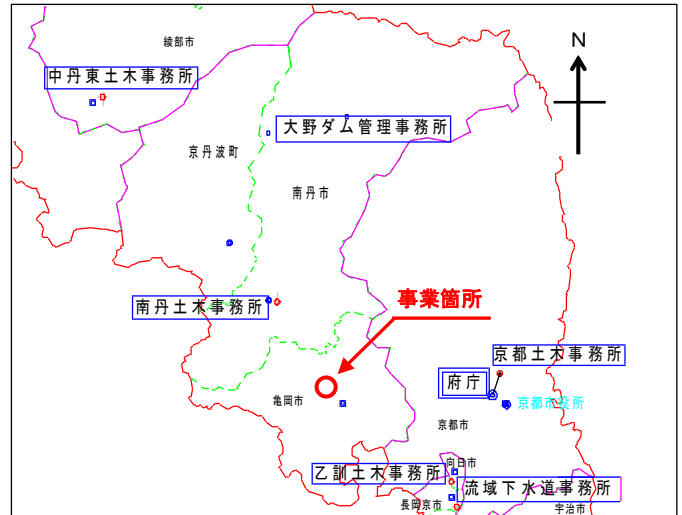 綾部市
N
中丹東土木事務所
大野ダム管理事務所
京丹波町
南丹市
南丹土木事務所
事業箇所
京都土木事務所
府庁
京都市役所
亀岡市
京都市
向日市
乙訓土木事務所
流域下水道事務所
長岡京市
宇治市